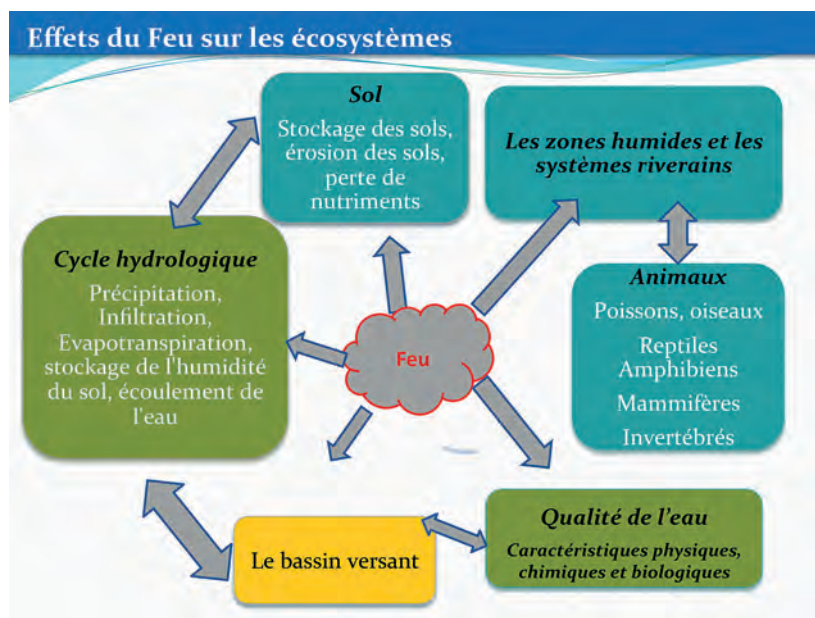 Effets du Feu sur les écosystèmes
Sol
Stockage des sols,
érosion des sols,
perte de
nutriments
Les zones humides et les
systèmes riverains
Cycle hydrologique
Précipitation,
Infiltration,
Evapotranspiration,
stockage de l'humidité
du sol, écoulement de
l'eau
Feu
Animaux
Poissons, oiseaux
Reptiles
Amphibiens
Mammifères
Invertébrés
Le bassin versant
Qualité de l’eau
Caractéristiques physiques,
chimiques et biologiques